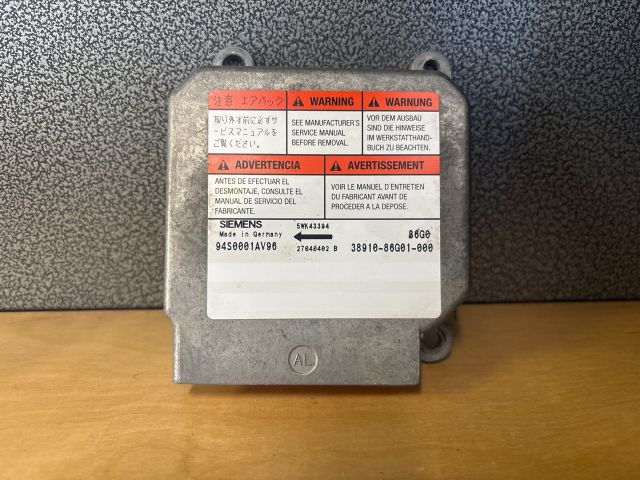 注意 エアバック
取り外す前に必ずサ
ービスマニュアルをご
ご覧ください。
WARNING
SEE MANUFACTURER'S
SERVICE MANUAL
BEFORE REMOVAL.
WARNUNG
VOR DEM AUSBAU
SIND DIE HINWEISE
IM WERKSTATTHAND-
BUCH ZU BEACHTEN.
ADVERTENCIA
ANTES DE EFECTUAR EL
DESMONTAJE, CONSULTE EL
MANUAL DE SERVICIO DEL
FABRICANTE.
AVERTISSEMENT
VOIR LE MANUEL D'ENTRETIEN
DU FABRICANT AVANT DE
PROCEDER A LA DEPOSE.
SIEMENS
5WK43394
86G0
Made in Germany
94S0001AV96
27040402 B
38910-86G01-000
AL